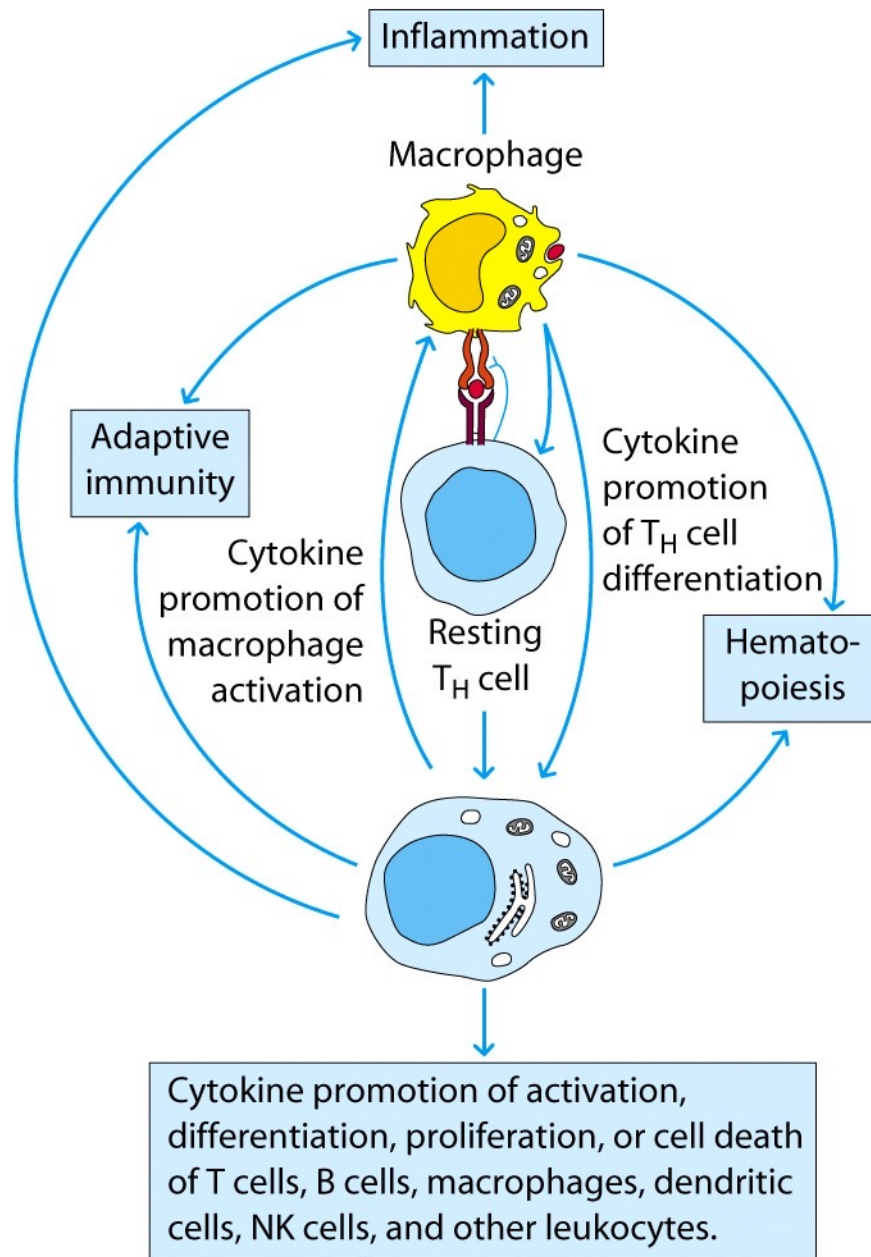 Inflammation
Macrophage
Adaptive
immunity
Cytokine
promotion
of T_H cell
differentiation
Cytokine
promotion of
macrophage
activation
Resting
T_H cell
Hemato-
poiesis
Cytokine promotion of activation,
differentiation, proliferation, or cell death
of T cells, B cells, macrophages, dendritic
cells, NK cells, and other leukocytes.